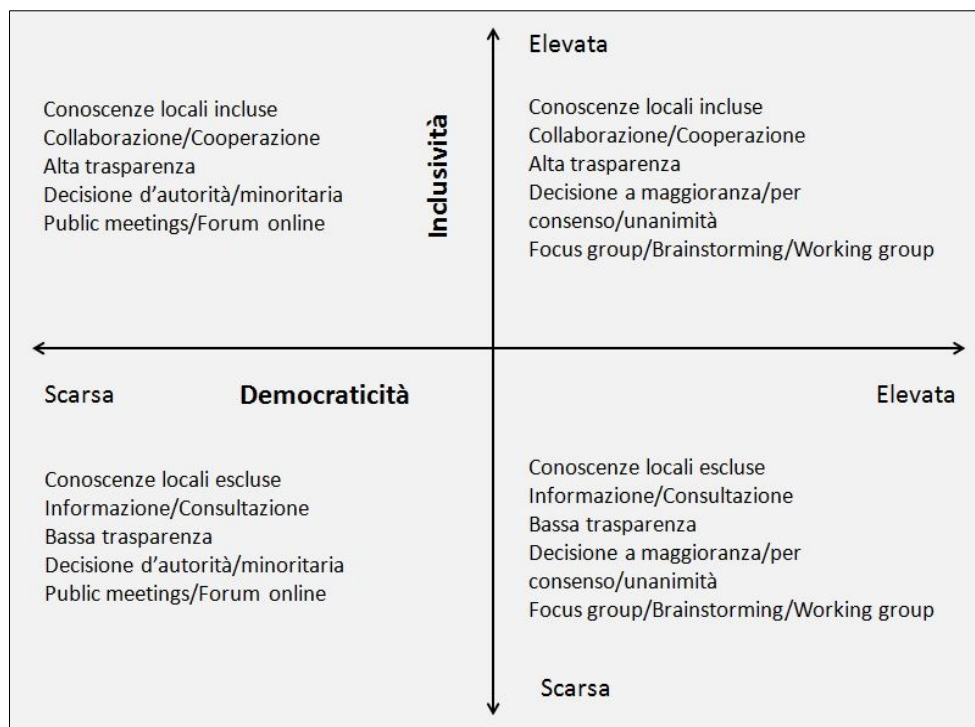 Elevata
Conoscenze locali incluse
Collaborazione/Cooperazione
Alta trasparenza
Decisione d'autorità/minoritaria
Public meetings/Forum online
Inclusività
Conoscenze locali incluse
Collaborazione/Cooperazione
Alta trasparenza
Decisione a maggioranza/per
consenso/unanimità
Focus group/Brainstorming/Working group
Scarsa
Democraticità
Elevata
Conoscenze locali escluse
Informazione/Consultazione
Bassa trasparenza
Decisione d'autorità/minoritaria
Public meetings/Forum online
Conoscenze locali escluse
Informazione/Consultazione
Bassa trasparenza
Decisione a maggioranza/per
consenso/unanimità
Focus group/Brainstorming/Working group
Scarsa